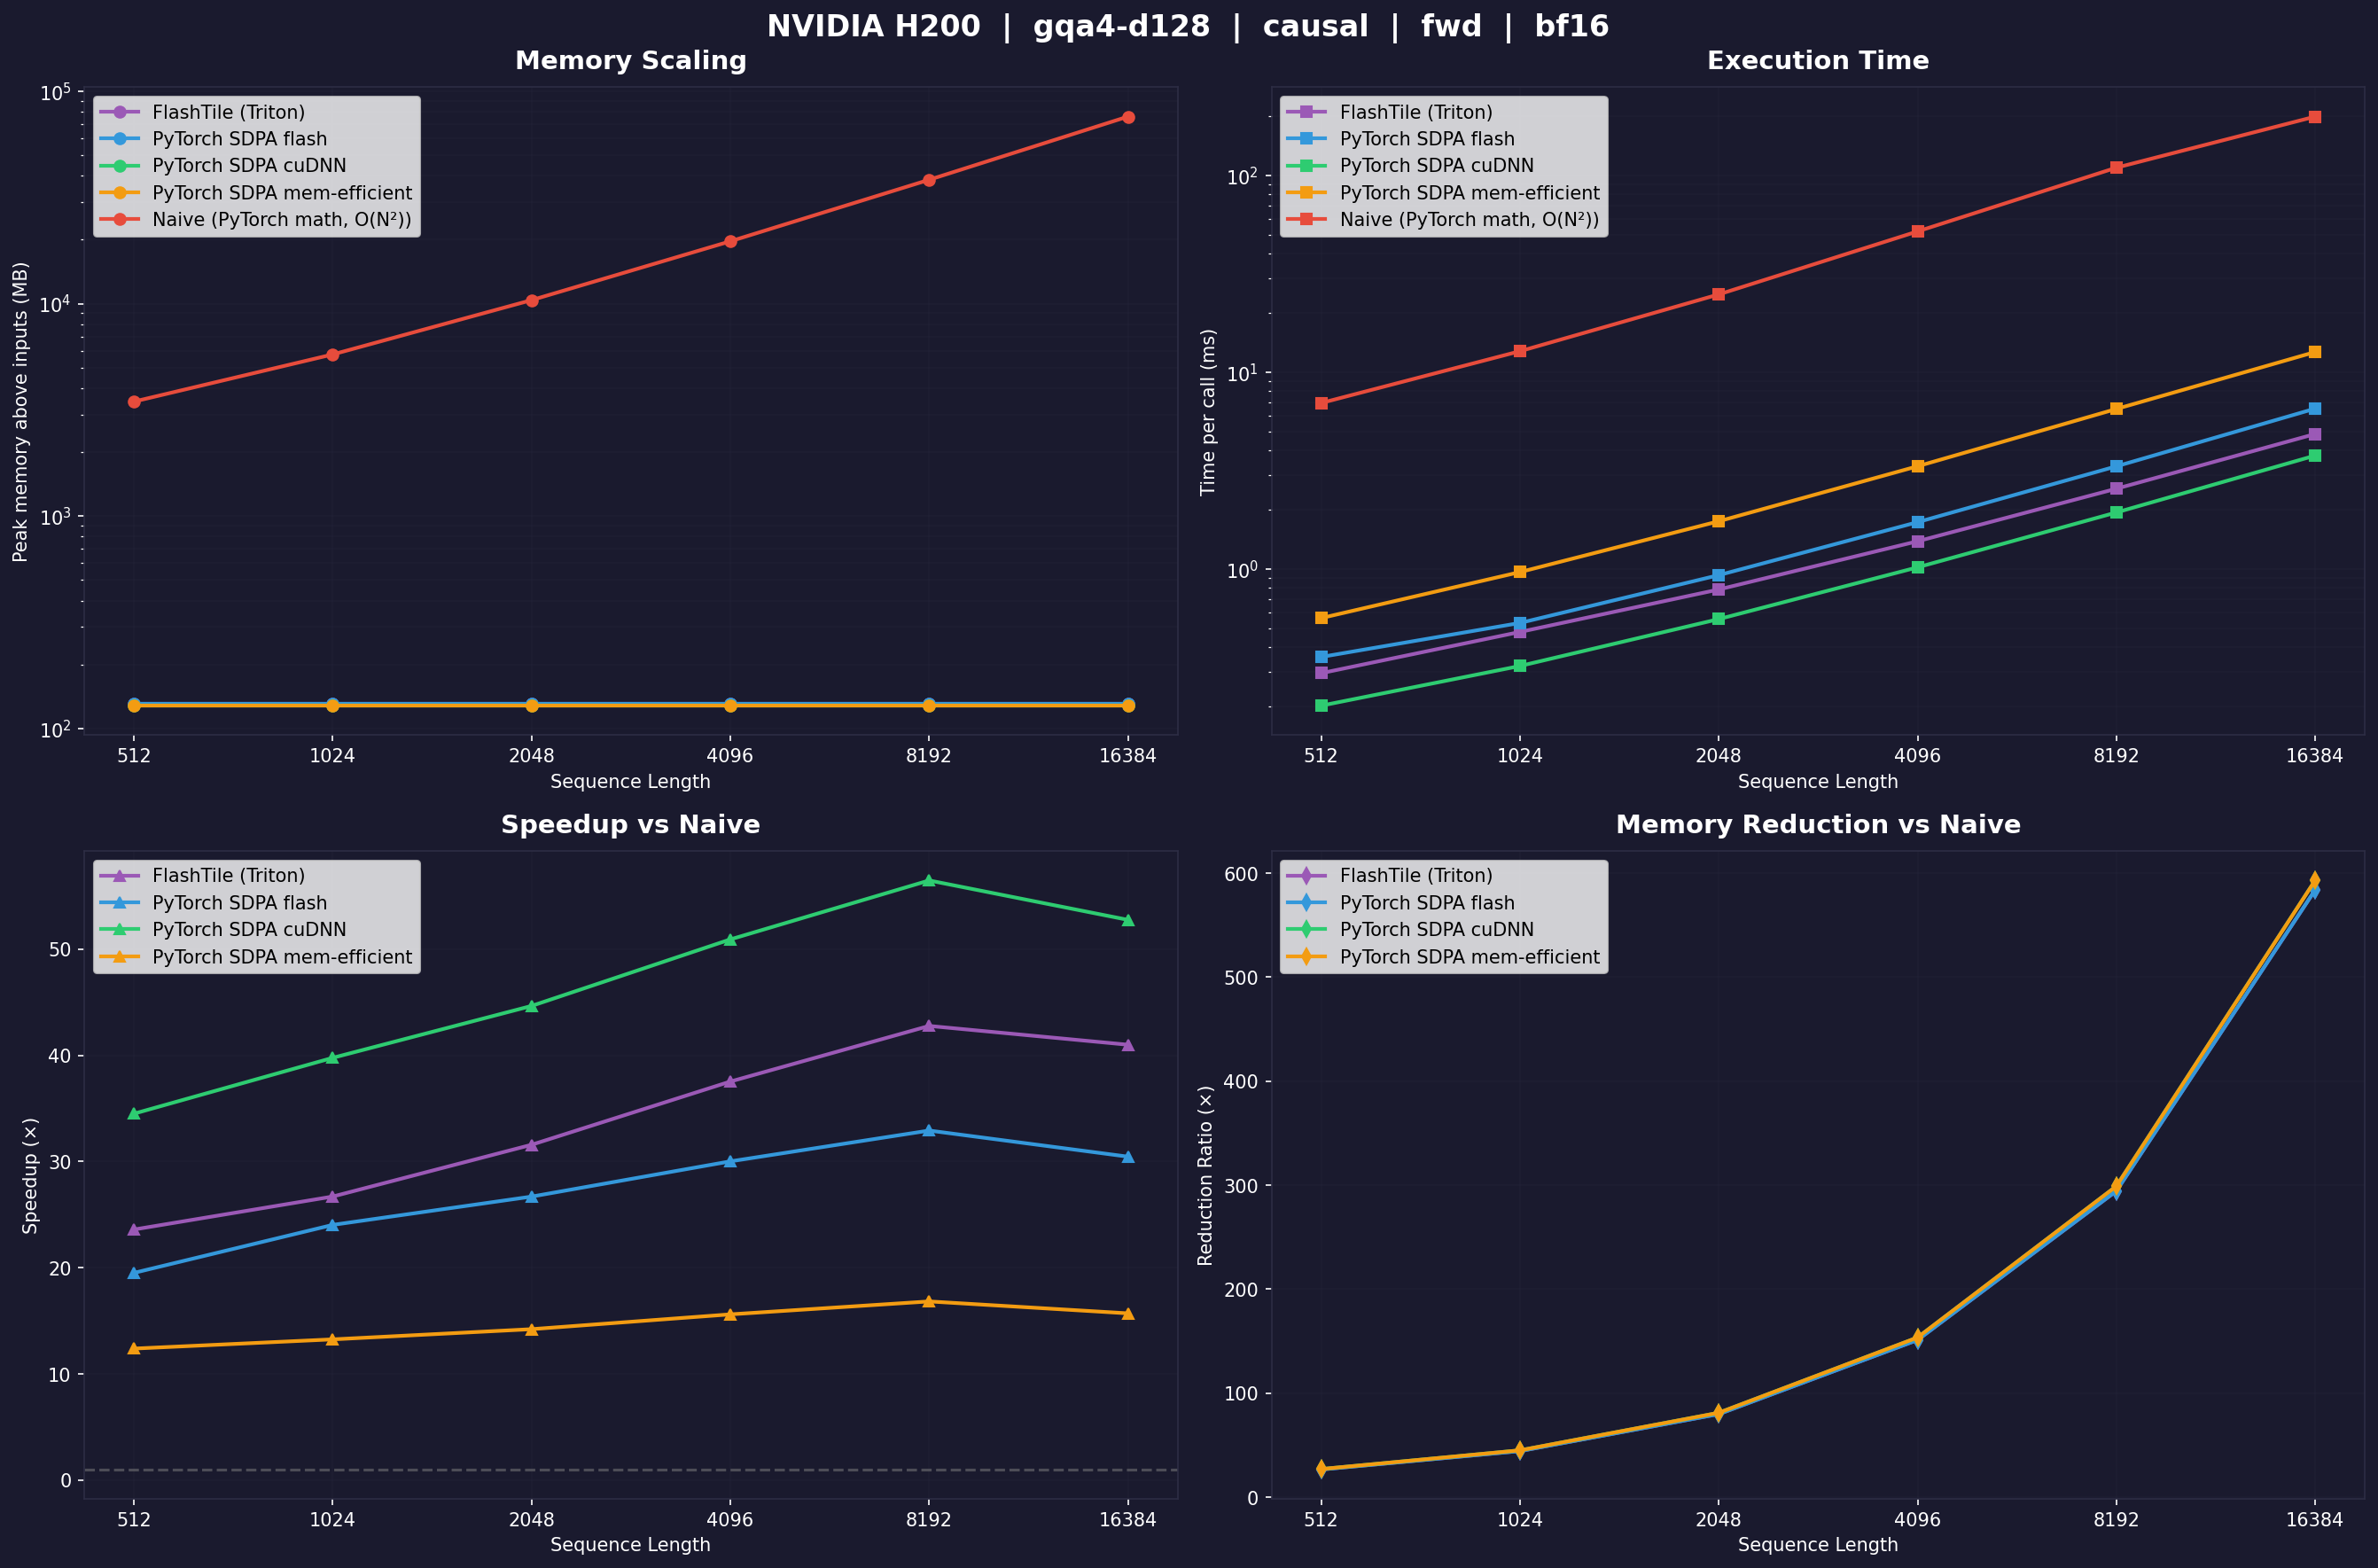 NVIDIA H200 | gqa4-d128 | causal | fwd | bf16
Memory Scaling
10⁵
10⁴
10³
10²
Peak memory above inputs (MB)
FlashTile (Triton)
PyTorch SDPA flash
PyTorch SDPA cuDNN
PyTorch SDPA mem-efficient
Naive (PyTorch math, O(N²))
512 1024 2048 4096 8192 16384
Sequence Length
Execution Time
10²
10¹
10⁰
Time per call (ms)
FlashTile (Triton)
PyTorch SDPA flash
PyTorch SDPA cuDNN
PyTorch SDPA mem-efficient
Naive (PyTorch math, O(N²))
512 1024 2048 4096 8192 16384
Sequence Length
Speedup vs Naive
50
40
30
20
10
0
Speedup (×)
FlashTile (Triton)
PyTorch SDPA flash
PyTorch SDPA cuDNN
PyTorch SDPA mem-efficient
512 1024 2048 4096 8192 16384
Sequence Length
Memory Reduction vs Naive
600
500
400
300
200
100
0
Reduction Ratio (×)
FlashTile (Triton)
PyTorch SDPA flash
PyTorch SDPA cuDNN
PyTorch SDPA mem-efficient
512 1024 2048 4096 8192 16384
Sequence Length